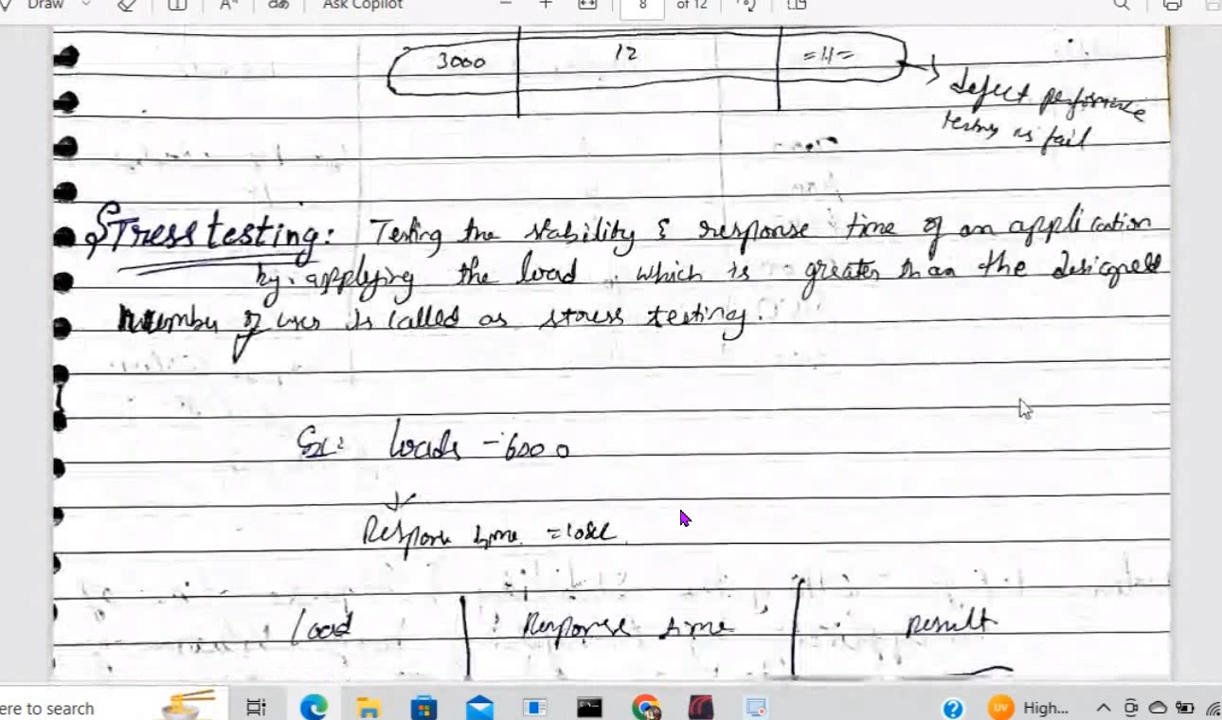 Draw
Ask Copilot
8 of 12
3000 12 =11=
defect performance
testing is fail
Stress testing: Testing the stability & response time of an application
by applying the load which is greater than the designed
number of users is called as stress testing.
Ex: loads - 6000
Response time = 10sec
load Response time result
ere to search
High...